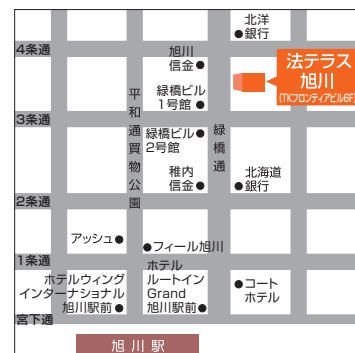 北洋
●銀行
4条通
旭川
信金●
法テラス
旭川
(TKフロンティアビル6F)
緑橋ビル
1号館●
平和通買物公園
3条通
緑橋通
緑橋ビル●
2号館
稚内
信金●
北海道
●銀行
2条通
アッシュ●
●フィール旭川
1条通
ホテルウィング
インターナショナル
旭川駅前●
ホテル
ルートイン
Grand
旭川駅前●
●コート
ホテル
宮下通
旭川駅